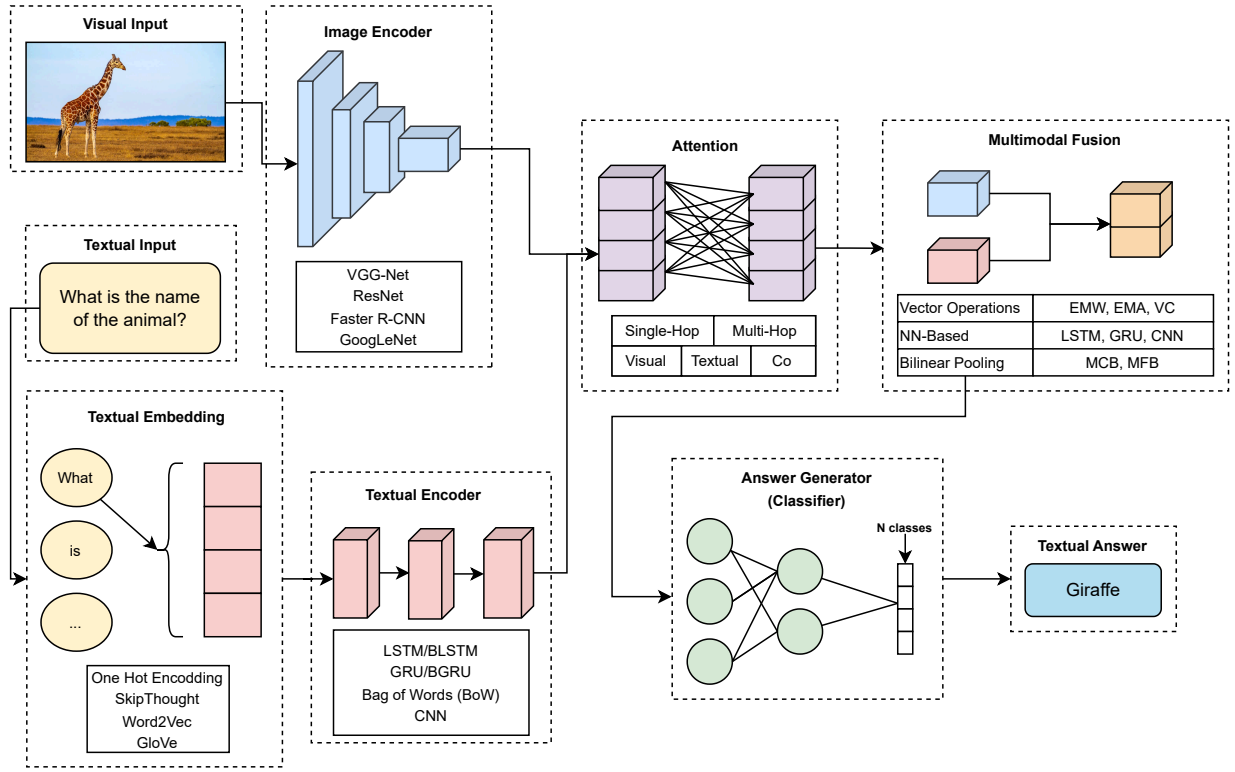 Visual Input
Image Encoder
VGG-Net
ResNet
Faster R-CNN
GoogLeNet
Textual Input
What is the name
of the animal?
Textual Embedding
What
is
...
One Hot Encodding
SkipThought
Word2Vec
GloVe
Textual Encoder
LSTM/BLSTM
GRU/BGRU
Bag of Words (BoW)
CNN
Attention
Single-Hop Multi-Hop
Visual Textual Co
Multimodal Fusion
Vector Operations EMW, EMA, VC
NN-Based LSTM, GRU, CNN
Bilinear Pooling MCB, MFB
Answer Generator
(Classifier)
N classes
Textual Answer
Giraffe